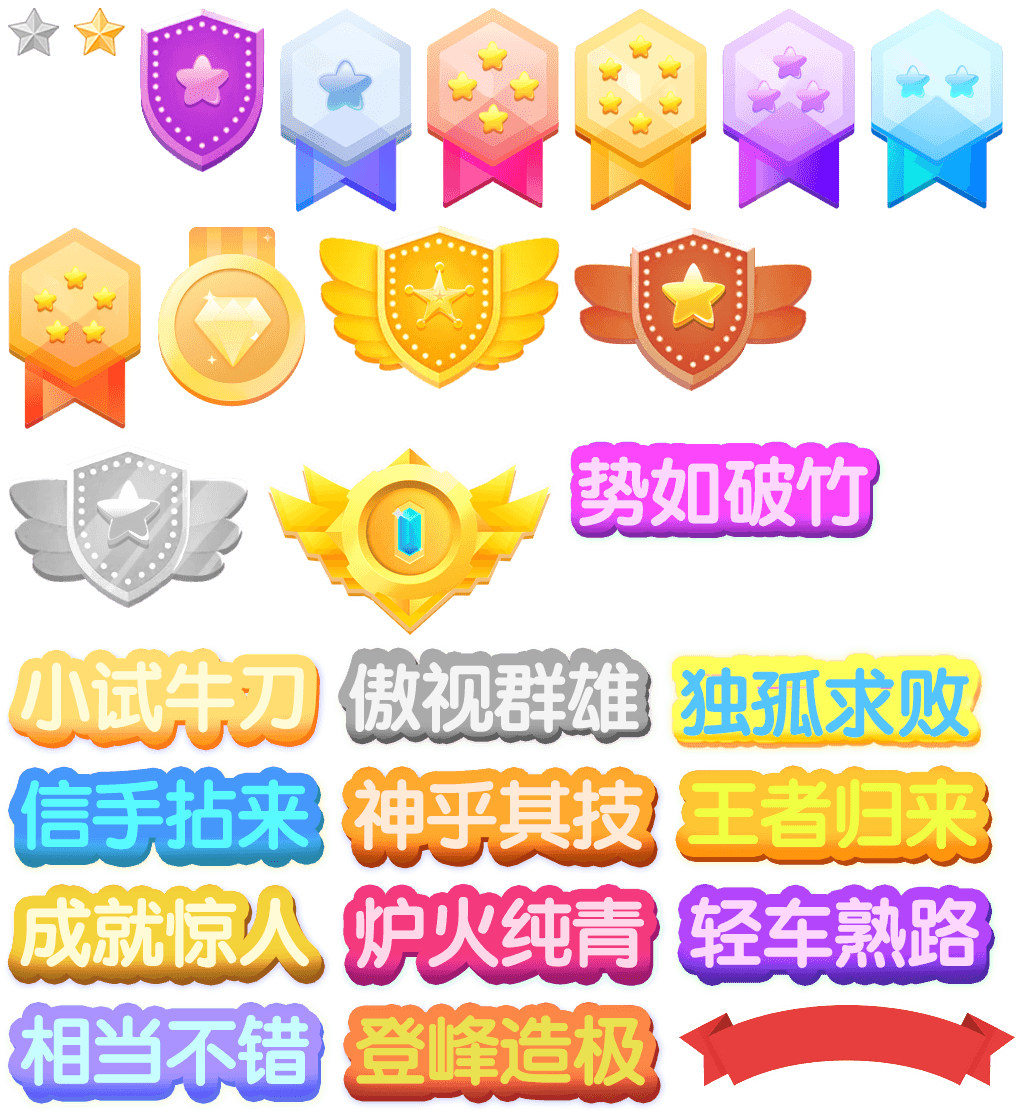 势如破竹
小试牛刀
傲视群雄
独孤求败
信手拈来
神乎其技
王者归来
成就惊人
炉火纯青
轻车熟路
相当不错
登峰造极